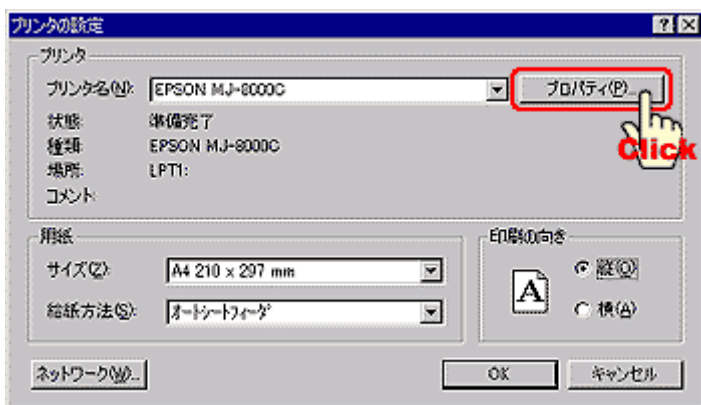 プリンタの設定
プリンタ
プリンタ名(N): EPSON MJ-8000C プロパティ(P)...
Click
状態: 準備完了
種類: EPSON MJ-8000C
場所: LPT1:
コメント:
用紙
サイズ(Z): A4 210 x 297 mm
給紙方法(S): オートシートフィーダ
印刷の向き
A
縦(O)
横(A)
ネットワーク(W)... OK キャンセル